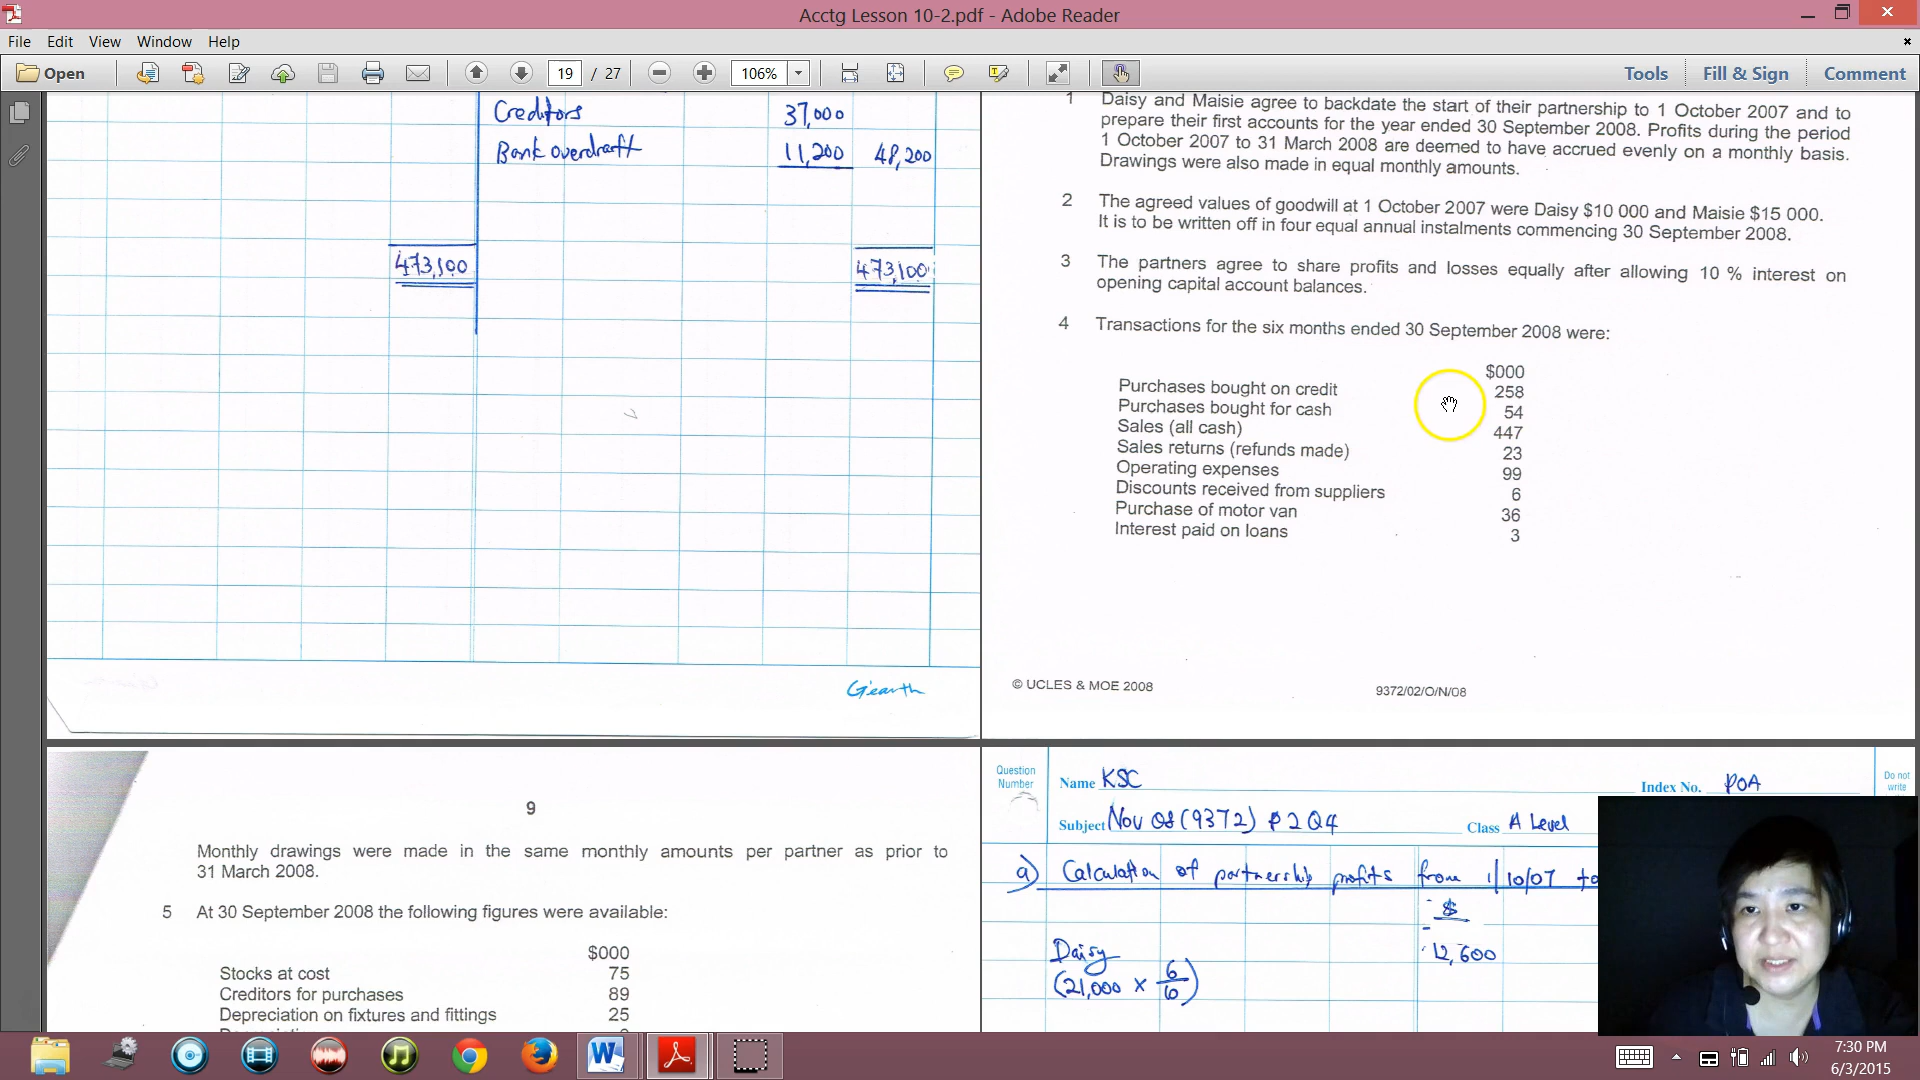 Acctg Lesson 10-2.pdf - Adobe Reader
File Edit View Window Help
Open 19 / 27 106% Tools Fill & Sign Comment
Creditors 37,000
Bank overdraft 11,200 48,200
473,100 473,100
Gearth
1 Daisy and Maisie agree to backdate the start of their partnership to 1 October 2007 and to
prepare their first accounts for the year ended 30 September 2008. Profits during the period
1 October 2007 to 31 March 2008 are deemed to have accrued evenly on a monthly basis.
Drawings were also made in equal monthly amounts.
2 The agreed values of goodwill at 1 October 2007 were Daisy $10 000 and Maisie $15 000.
It is to be written off in four equal annual instalments commencing 30 September 2008.
3 The partners agree to share profits and losses equally after allowing 10 % interest on
opening capital account balances.
4 Transactions for the six months ended 30 September 2008 were:
$000
Purchases bought on credit 258
Purchases bought for cash 54
Sales (all cash) 447
Sales returns (refunds made) 23
Operating expenses 99
Discounts received from suppliers 6
Purchase of motor van 36
Interest paid on loans 3
© UCLES & MOE 2008 9372/02/O/N/08
9
Monthly drawings were made in the same monthly amounts per partner as prior to
31 March 2008.
5 At 30 September 2008 the following figures were available:
$000
Stocks at cost 75
Creditors for purchases 89
Depreciation on fixtures and fittings 25
Question
Number
Name KSC Index No. POA
Do not
write
Subject Nov 08 (9372) P2 Q4 Class A Level
a) Calculation of partnership profits from 1/10/07 to
$
Daisy 12,600
(21,000 × 6/6)
7:30 PM
6/3/2015